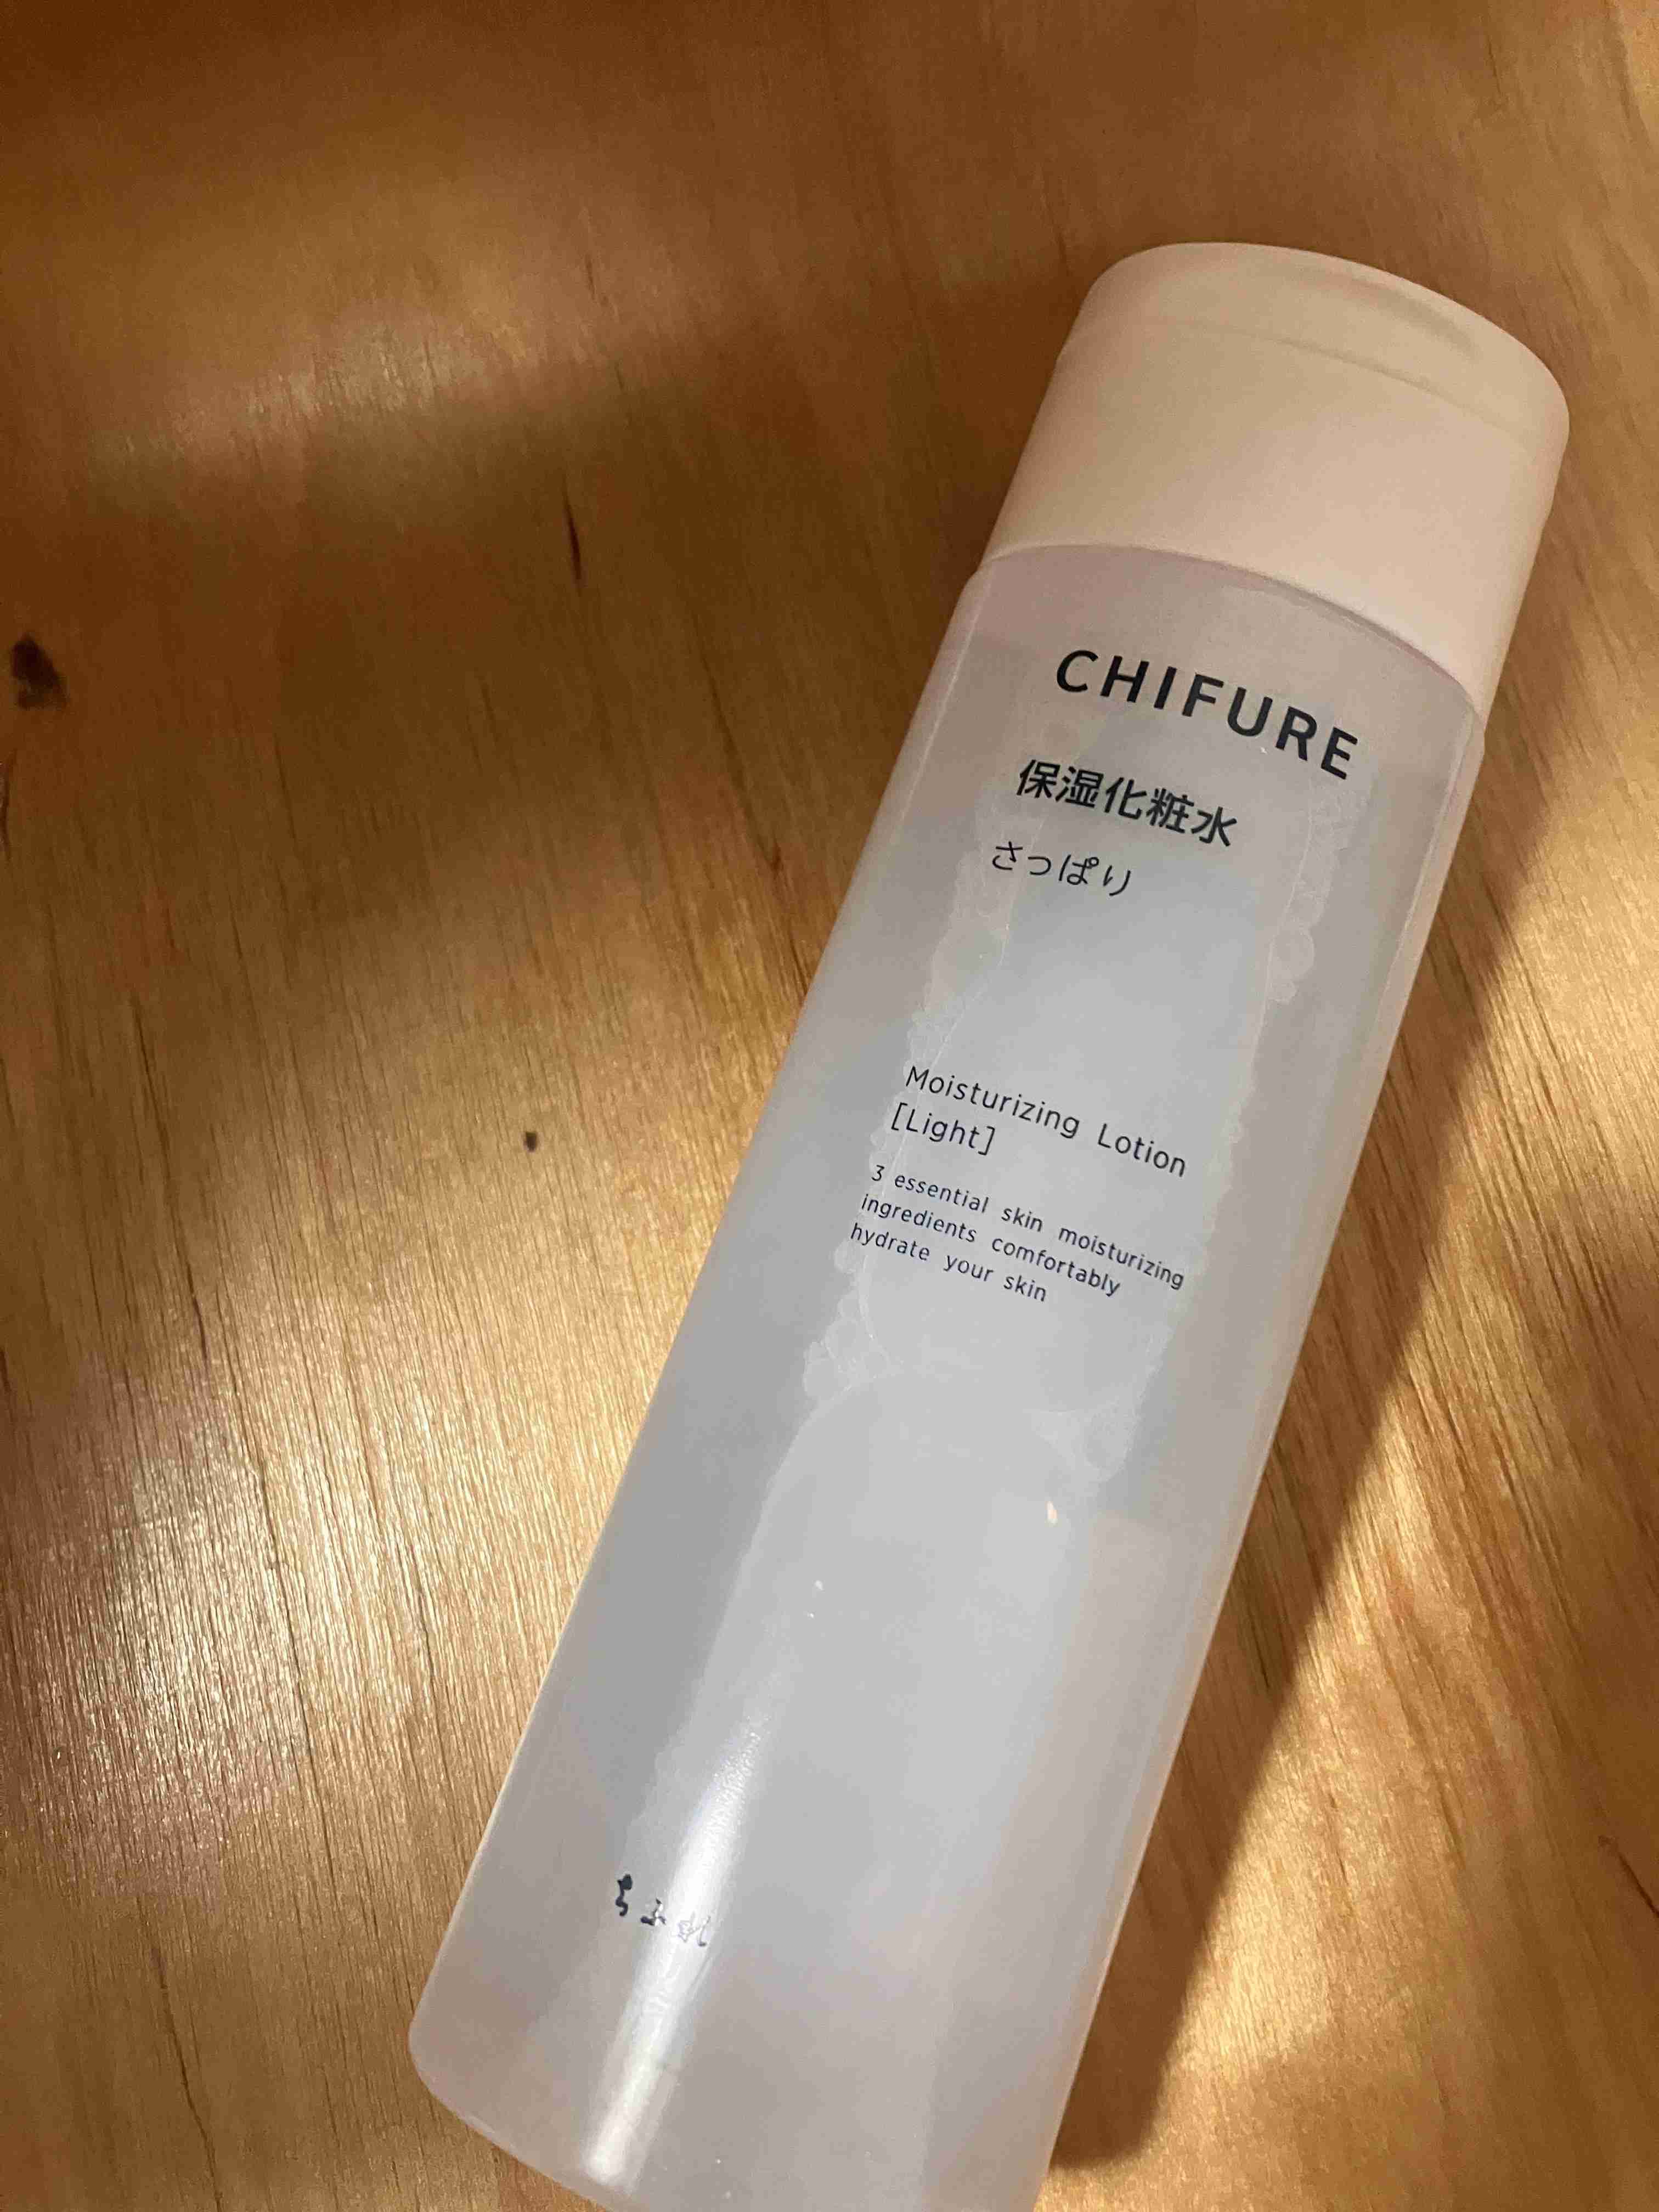 CHIFURE
保湿化粧水
さっぱり
Moisturizing Lotion
[Light]
3 essential skin moisturizing
ingredients comfortably
hydrate your skin
ちふれ